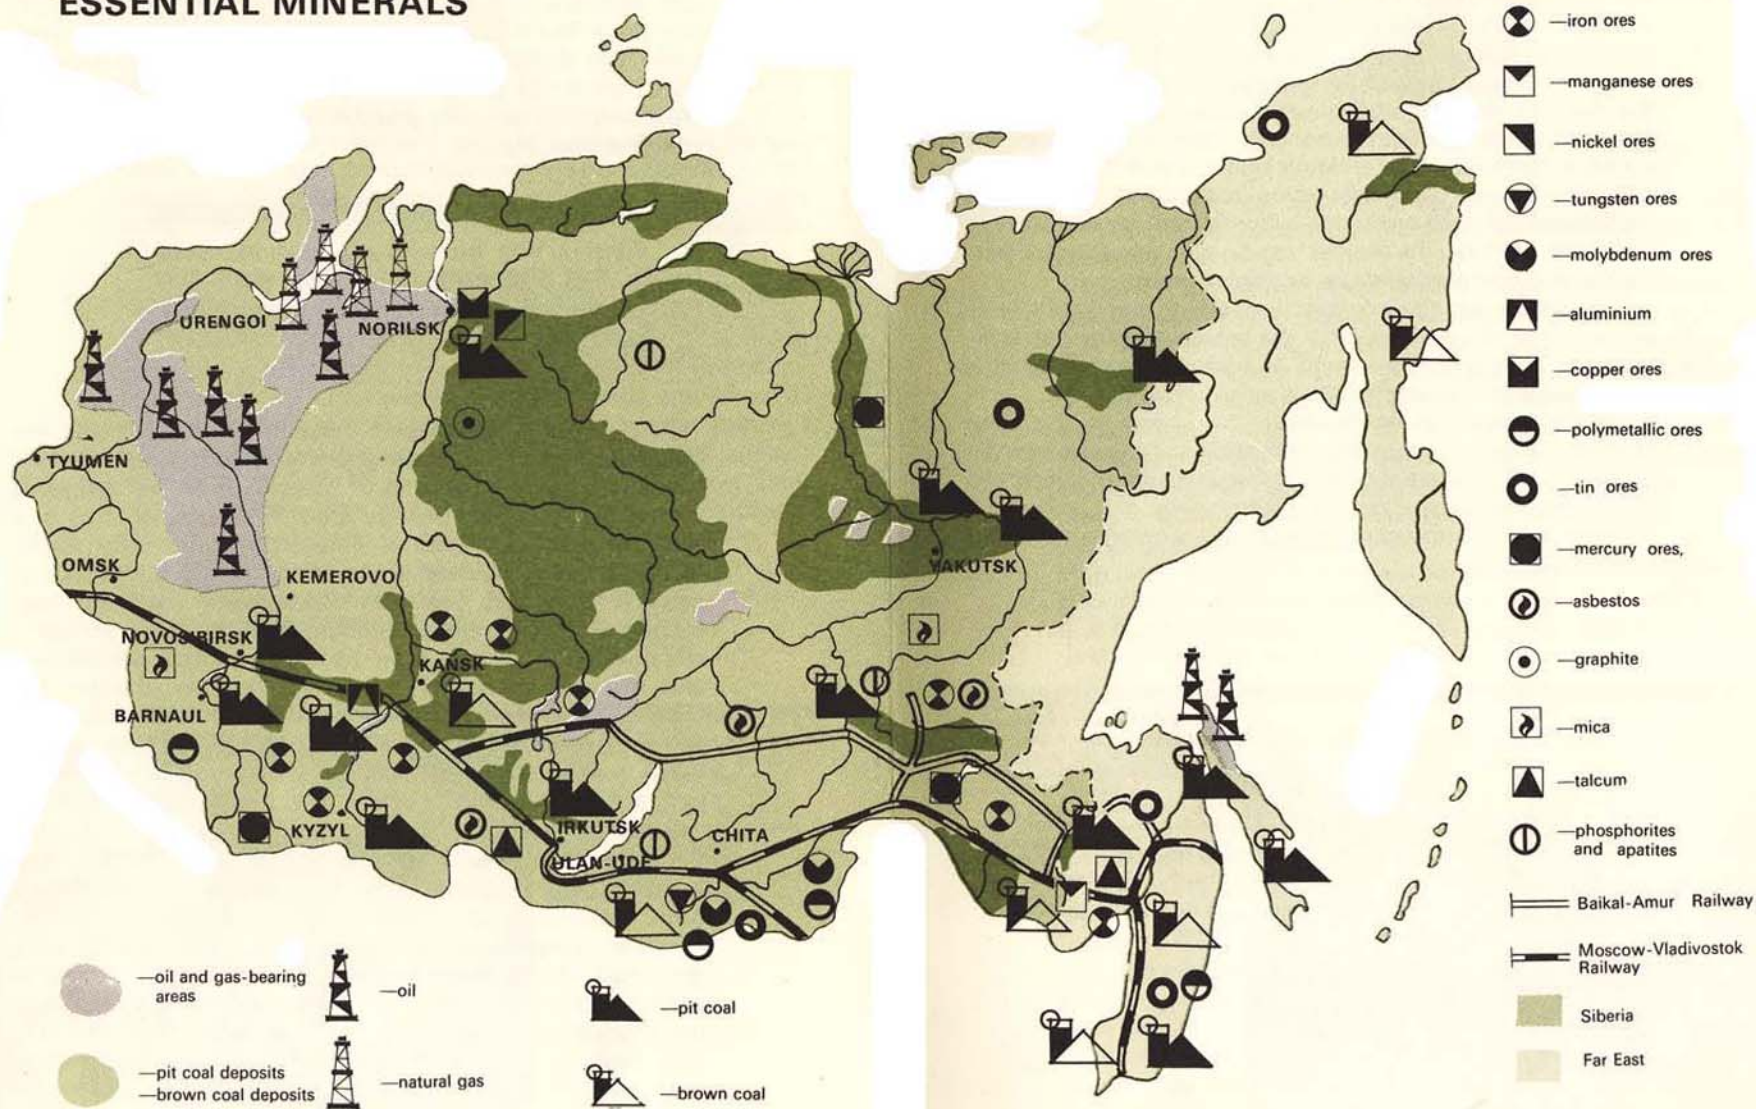 ESSENTIAL MINERALS
—iron ores
—manganese ores
—nickel ores
—tungsten ores
—molybdenum ores
—aluminium
—copper ores
—polymetallic ores
—tin ores
—mercury ores,
—asbestos
—graphite
—mica
—talcum
—phosphorites
and apatites
Baikal-Amur Railway
Moscow-Vladivostok
Railway
Siberia
Far East
URENGOI
NORILSK
TYUMEN
OMSK
KEMEROVO
YAKUTSK
NOVOSIBIRSK
KANSK
BARNAUL
KYZYL
IRKUTSK
CHITA
ULAN-UDE
—oil and gas-bearing
areas
—oil
—pit coal
—pit coal deposits
—brown coal deposits
—natural gas
—brown coal